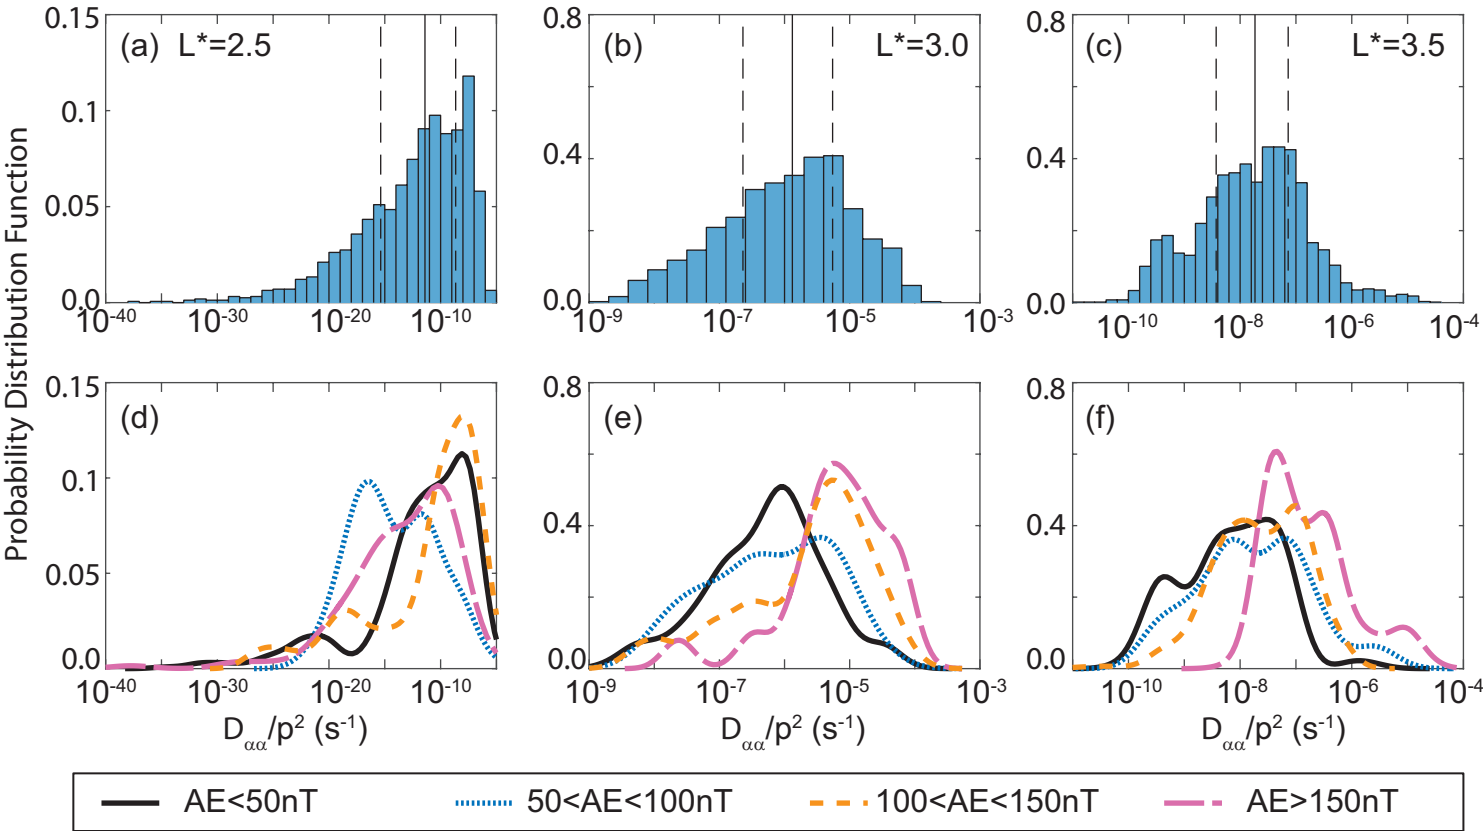 Probability Distribution Function
(a) L*=2.5
0.15
0.1
0.05
0.0
10⁻⁴⁰ 10⁻³⁰ 10⁻²⁰ 10⁻¹⁰
(b) L*=3.0
0.8
0.4
0.0
10⁻⁹ 10⁻⁷ 10⁻⁵ 10⁻³
(c) L*=3.5
0.8
0.4
0.0
10⁻¹⁰ 10⁻⁸ 10⁻⁶ 10⁻⁴
(d)
0.15
0.1
0.05
0.0
10⁻⁴⁰ 10⁻³⁰ 10⁻²⁰ 10⁻¹⁰
D_αα/p² (s⁻¹)
(e)
0.8
0.4
0.0
10⁻⁹ 10⁻⁷ 10⁻⁵ 10⁻³
D_αα/p² (s⁻¹)
(f)
0.8
0.4
0.0
10⁻¹⁰ 10⁻⁸ 10⁻⁶ 10⁻⁴
D_αα/p² (s⁻¹)
AE<50nT 50<AE<100nT 100<AE<150nT AE>150nT